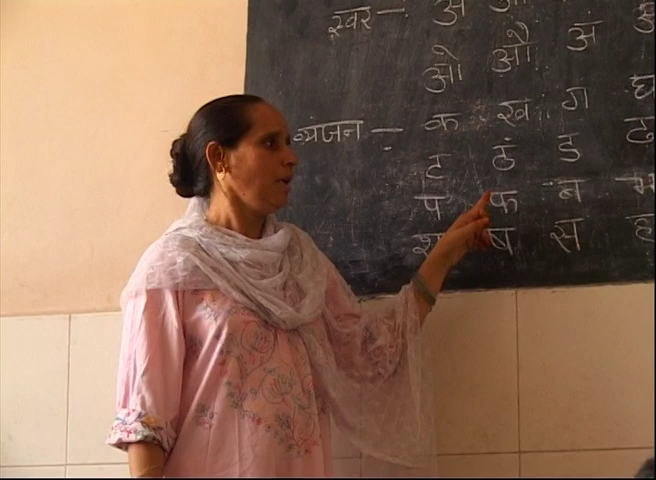 स्वर -: अ
ओ औ अं
व्यंजन -: क ख ग घ
ट ठ ड ढ
प फ ब भ
श ष स ह